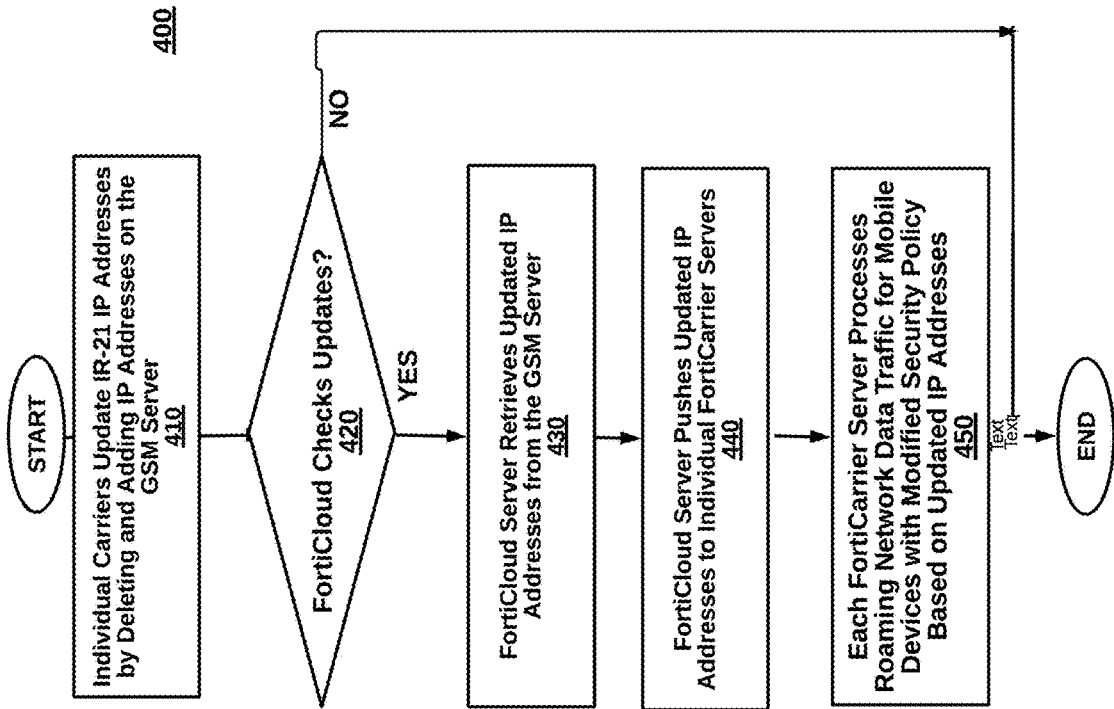 400
START
Individual Carriers Update IR-21 IP Addresses
by Deleting and Adding IP Addresses on the
GSM Server
410
FortiCloud Checks Updates?
420
NO
YES
FortiCloud Server Retrieves Updated IP
Addresses from the GSM Server
430
FortiCloud Server Pushes Updated IP
Addresses to Individual FortiCarrier Servers
440
Each FortiCarrier Server Processes
Roaming Network Data Traffic for Mobile
Devices with Modified Security Policy
Based on Updated IP Addresses
450
Text
Text
END